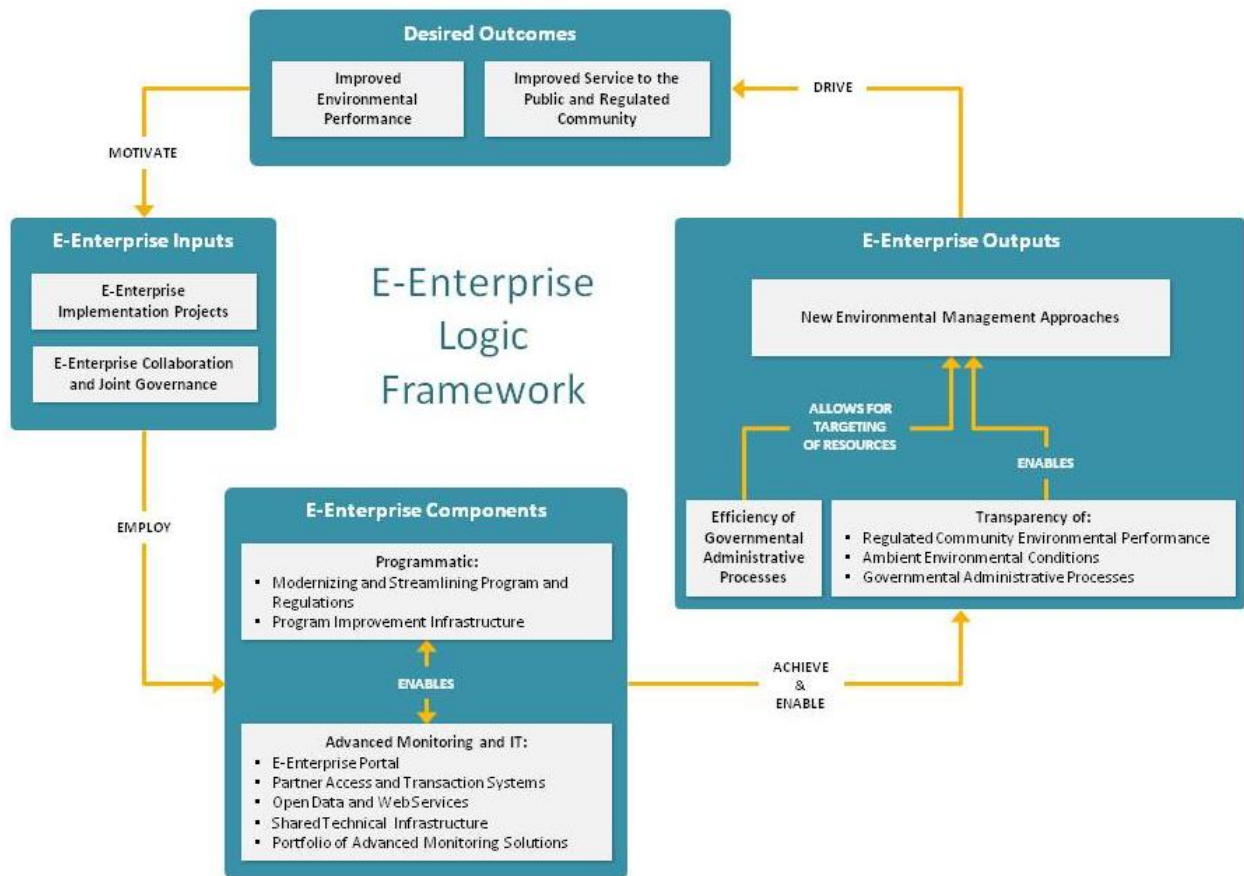 Desired Outcomes
Improved
Environmental
Performance
Improved Service to the
Public and Regulated
Community
DRIVE
MOTIVATE
E-Enterprise Inputs
E-Enterprise
Implementation Projects
E-Enterprise Collaboration
and Joint Governance
E-Enterprise
Logic
Framework
E-Enterprise Outputs
New Environmental Management Approaches
ALLOWS FOR
TARGETING
OF RESOURCES
ENABLES
Efficiency of
Governmental
Administrative
Processes
Transparency of:
▪ Regulated Community Environmental Performance
▪ Ambient Environmental Conditions
▪ Governmental Administrative Processes
EMPLOY
E-Enterprise Components
Programmatic:
▪ Modernizing and Streamlining Program and
Regulations
▪ Program Improvement Infrastructure
ENABLES
Advanced Monitoring and IT:
▪ E-Enterprise Portal
▪ Partner Access and Transaction Systems
▪ Open Data and Web Services
▪ Shared Technical Infrastructure
▪ Portfolio of Advanced Monitoring Solutions
ACHIEVE
&
ENABLE